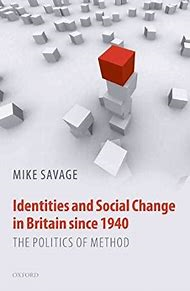 MIKE SAVAGE
Identities and Social Change
in Britain since 1940
THE POLITICS OF METHOD
OXFORD